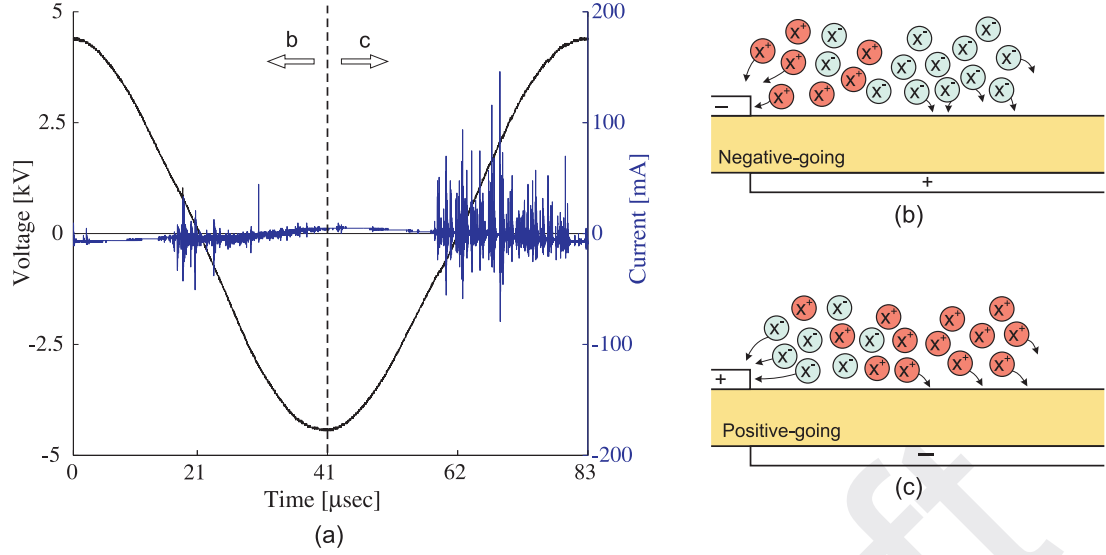 5
2.5
0
-2.5
-5
Voltage [kV]
200
100
0
-100
-200
Current [mA]
b
c
0
21
41
62
83
Time [μsec]
(a)
X+
X-
X+
X+
X-
X+
X+
X+
X+
X-
X-
X-
X-
X-
X-
X-
X-
X-
X-
X-
−
Negative-going
+
(b)
X+
X-
X-
X+
X+
X-
X-
X+
X-
X+
X-
X-
X+
X+
X+
X+
X+
X+
X+
X+
+
Positive-going
−
(c)
ft